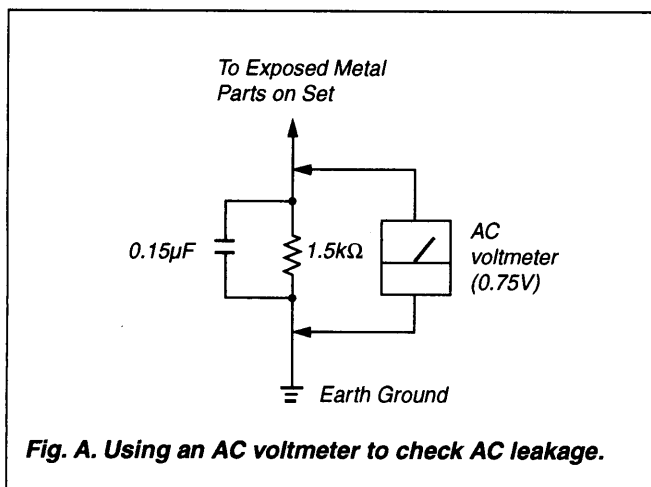 To Exposed Metal
Parts on Set
0.15µF
1.5kΩ
AC
voltmeter
(0.75V)
Earth Ground
Fig. A. Using an AC voltmeter to check AC leakage.